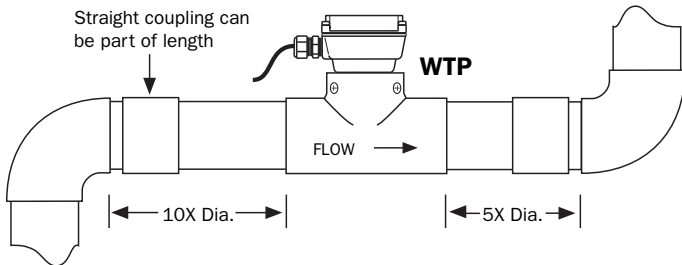 Straight coupling can
be part of length
WTP
FLOW
10X Dia.
5X Dia.